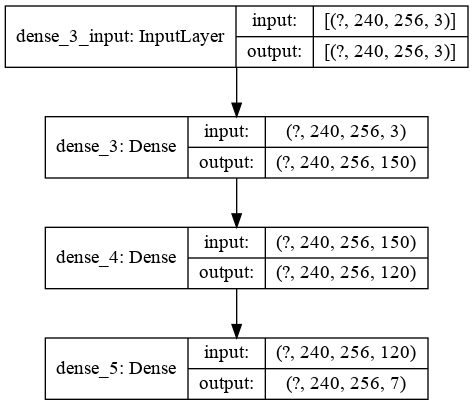 dense_3_input: InputLayer
input: [(?, 240, 256, 3)]
output: [(?, 240, 256, 3)]
dense_3: Dense
input: (?, 240, 256, 3)
output: (?, 240, 256, 150)
dense_4: Dense
input: (?, 240, 256, 150)
output: (?, 240, 256, 120)
dense_5: Dense
input: (?, 240, 256, 120)
output: (?, 240, 256, 7)